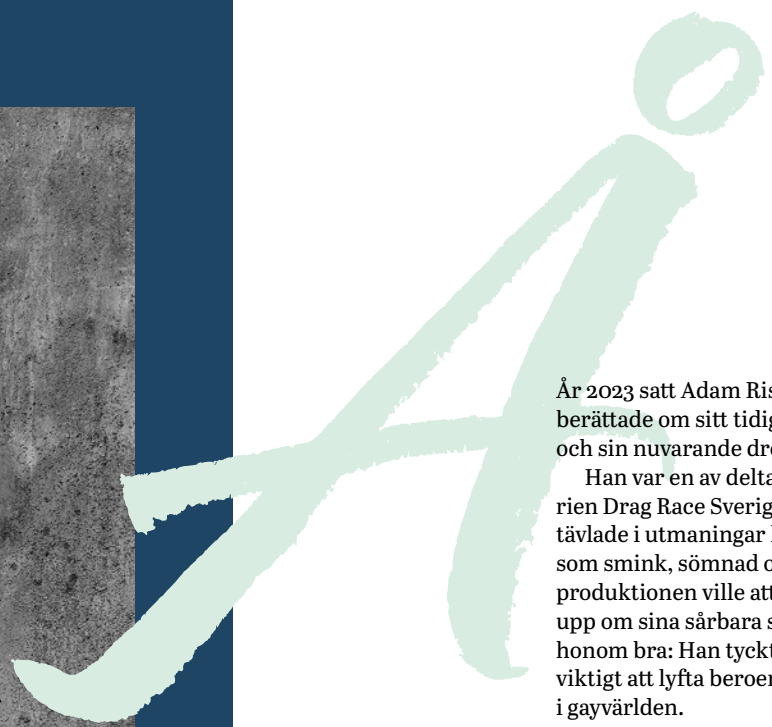 Å
År 2023 satt Adam Ris
berättade om sitt tidig
och sin nuvarande dro
Han var en av delta
rien Drag Race Sverig
tävlade i utmaningar
som smink, sömnad o
produktionen ville att
upp om sina sårbara s
honom bra: Han tyckt
viktigt att lyfta beroer
i gayvärlden.